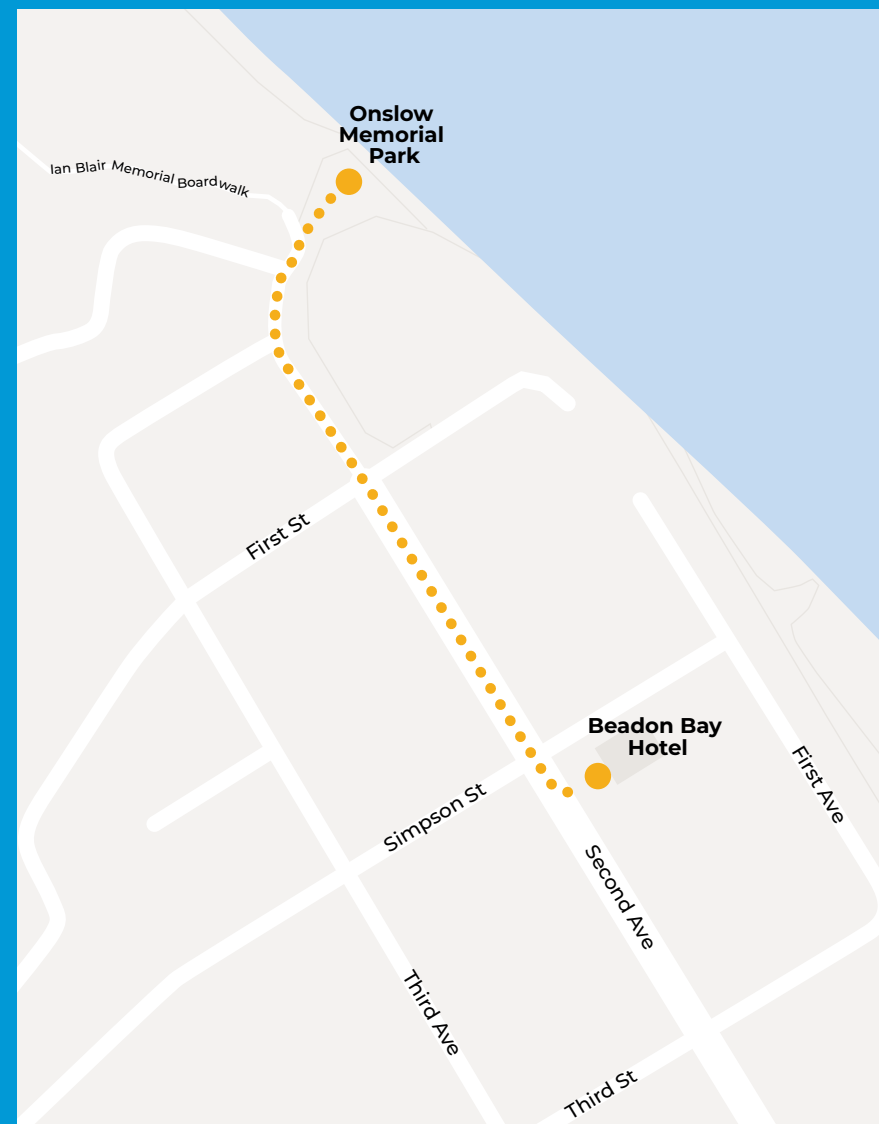 Onslow
Memorial
Park
Ian Blair Memorial Boardwalk
First St
Beadon Bay
Hotel
First Ave
Simpson St
Second Ave
Third Ave
Third St